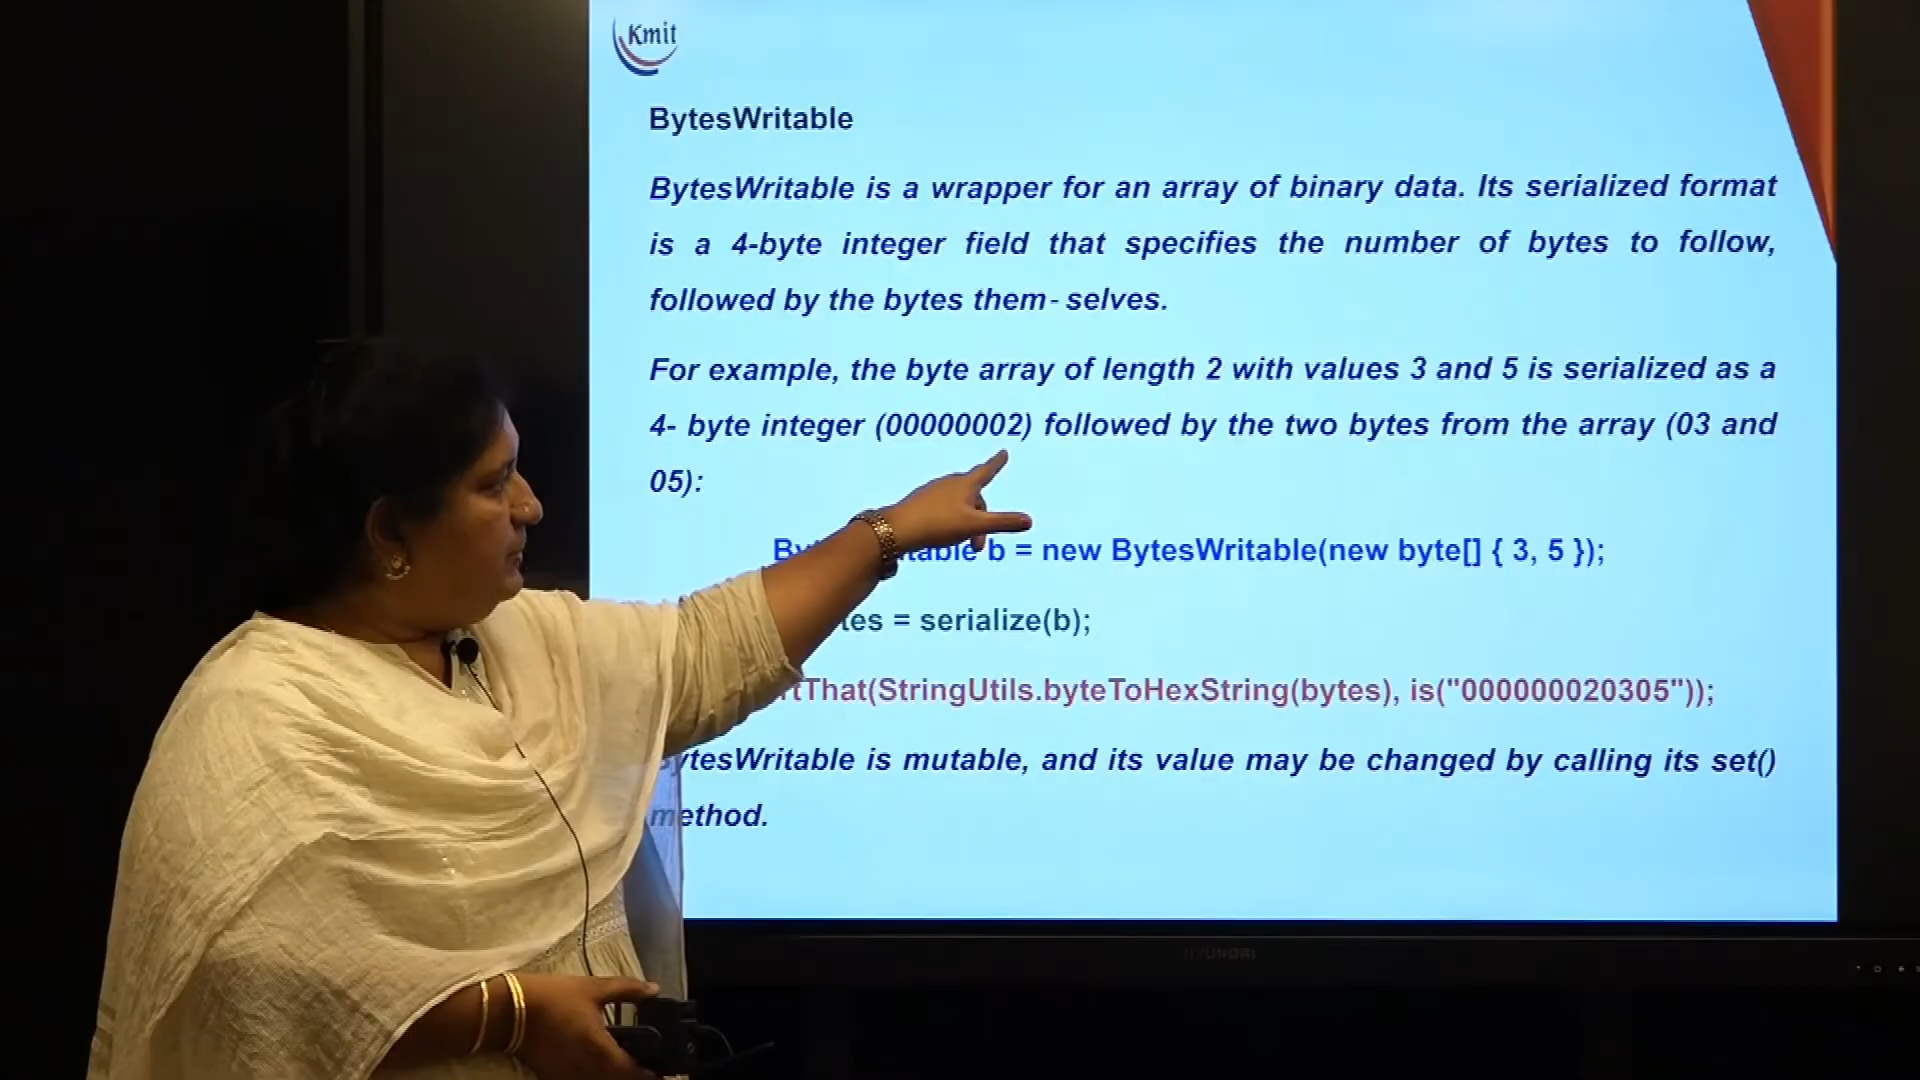 Kmit
BytesWritable
BytesWritable is a wrapper for an array of binary data. Its serialized format
is a 4-byte integer field that specifies the number of bytes to follow,
followed by the bytes them- selves.
For example, the byte array of length 2 with values 3 and 5 is serialized as a
4- byte integer (00000002) followed by the two bytes from the array (03 and
05):
b = new BytesWritable(new byte[] { 3, 5 });
= serialize(b);
StringUtils.byteToHexString(bytes), is("000000020305"));
BytesWritable is mutable, and its value may be changed by calling its set()
method.
HYUNDAI